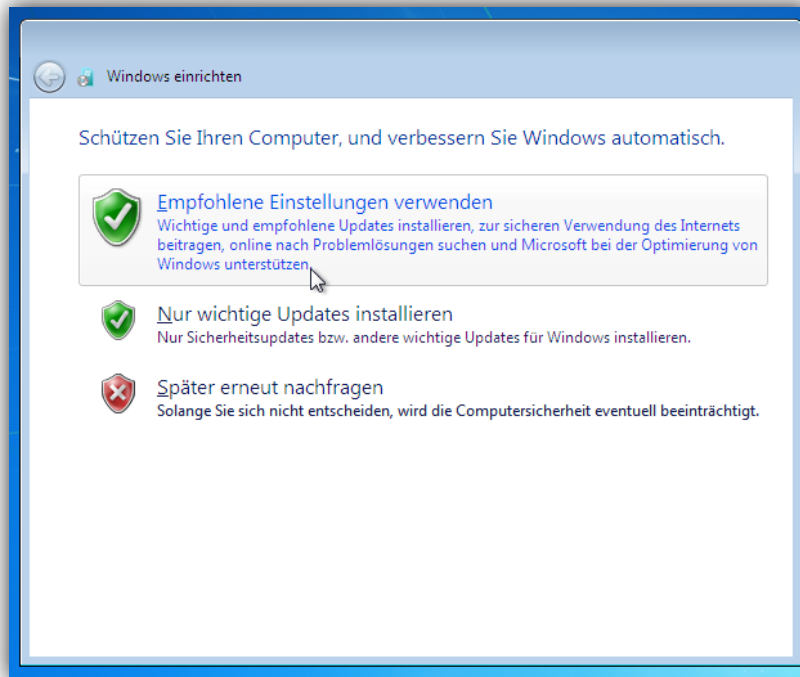 Windows einrichten
Schützen Sie Ihren Computer, und verbessern Sie Windows automatisch.
Empfohlene Einstellungen verwenden
Wichtige und empfohlene Updates installieren, zur sicheren Verwendung des Internets
beitragen, online nach Problemlösungen suchen und Microsoft bei der Optimierung von
Windows unterstützen.
Nur wichtige Updates installieren
Nur Sicherheitsupdates bzw. andere wichtige Updates für Windows installieren.
Später erneut nachfragen
Solange Sie sich nicht entscheiden, wird die Computersicherheit eventuell beeinträchtigt.